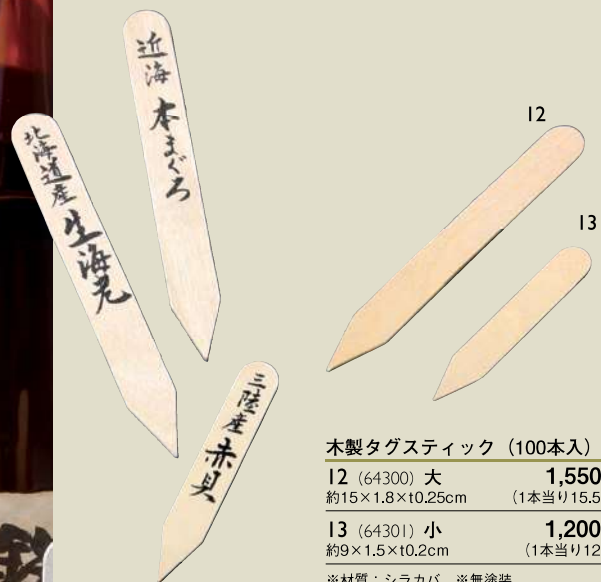 近海 本まぐろ
北海道産 生海老
三陸産 赤貝
12
13
木製タグスティック（100本入）
12（64300）大 1,550
約15×1.8×t0.25cm （1本当り15.5
13（64301）小 1,200
約9×1.5×t0.2cm （1本当り12
※材質：シラカバ ※無塗装